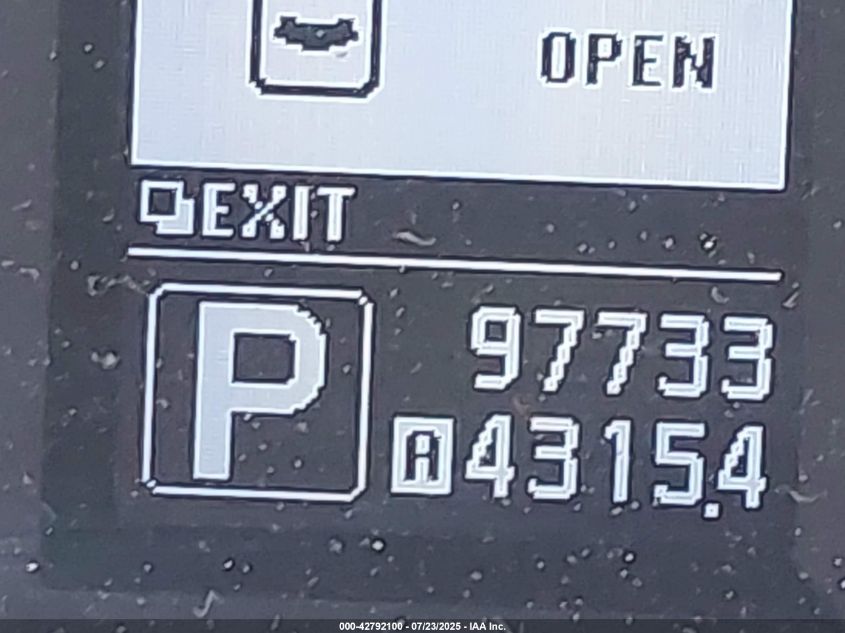 OPEN
EXIT
P
97733
A 4315.4
000-42792100 - 07/23/2025 - IAA Inc.